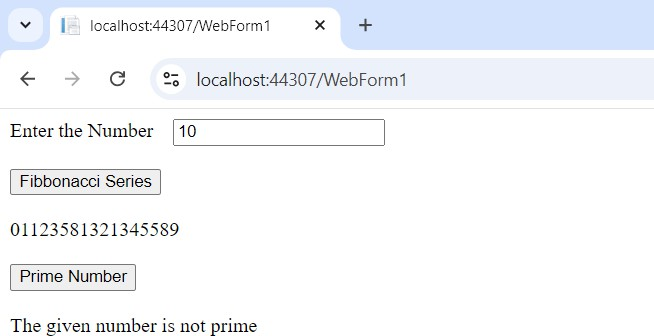 localhost:44307/WebForm1
localhost:44307/WebForm1
Enter the Number 10
Fibbonacci Series
01123581321345589
Prime Number
The given number is not prime